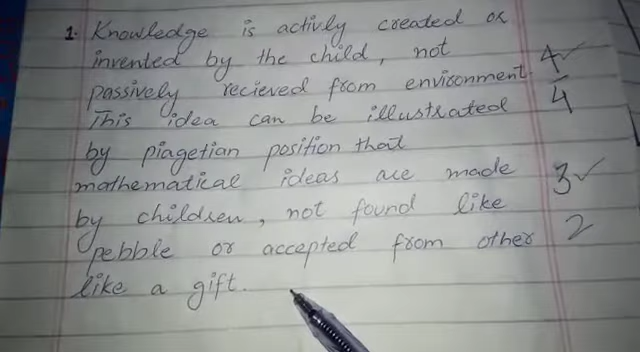 1. Knowledge is activly created or
invented by the child, not
passively recieved from environment.
This idea can be illustrated
by piagetian position that
mathematical ideas are made
by children, not found like
pebble or accepted from other
like a gift.
4✓
4
3✓
2